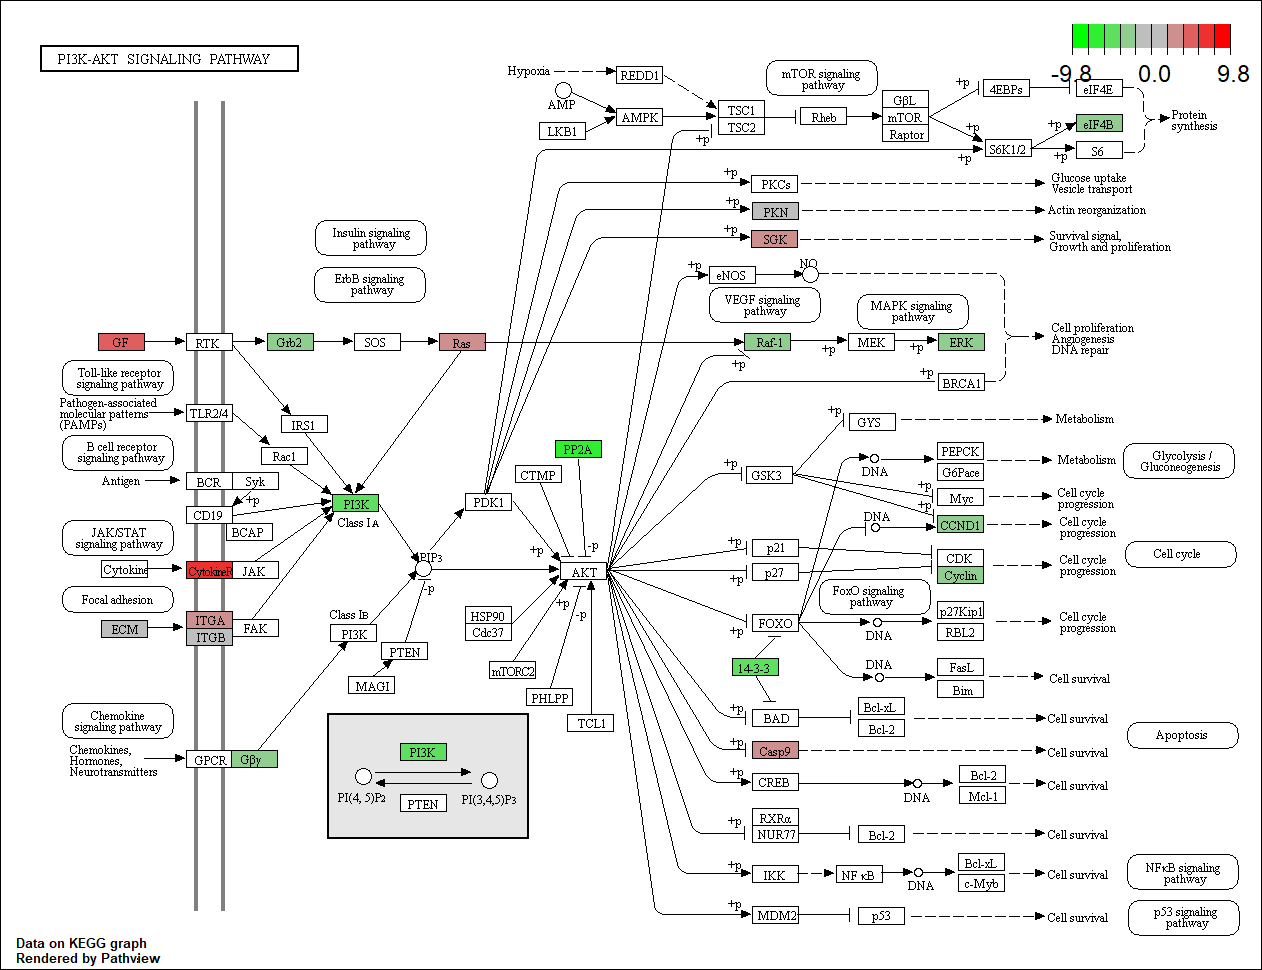 PI3K-AKT SIGNALING PATHWAY
-9.8 0.0 9.8
Hypoxia
REDD1
mTOR signaling
pathway
AMP
LKB1
AMPK
TSC1
TSC2
Rheb
GβL
mTOR
Raptor
+p
4EBPs
eIF4E
+p
+p
eIF4B
S6K1/2
S6
+p
+p
+p
Protein
synthesis
+p
PKCs
Glucose uptake
Vesicle transport
+p
PKN
Actin reorganization
+p
SGK
Survival signal,
Growth and proliferation
Insulin signaling
pathway
ErbB signaling
pathway
+p
eNOS
NO
VEGF signaling
pathway
MAPK signaling
pathway
GF
RTK
Grb2
SOS
Ras
Raf-1
MEK
ERK
+p
+p
+p
Cell proliferation
Angiogenesis
DNA repair
+p
BRCA1
Toll-like receptor
signaling pathway
Pathogen-associated
molecular patterns
(PAMPs)
TLR2/4
IRS1
Rac1
B cell receptor
signaling pathway
Antigen
BCR
Syk
+p
CD19
BCAP
PI3K
Class IA
PDK1
CTMP
PP2A
+p
-p
JAK/STAT
signaling pathway
Cytokine
CytokineR
JAK
PIP3
-p
AKT
Focal adhesion
ECM
ITGA
ITGB
FAK
Class IB
PI3K
PTEN
MAGI
HSP90
Cdc37
mTORC2
PHLPP
TCL1
+p
-p
Chemokine
signaling pathway
Chemokines,
Hormones,
Neurotransmitters
GPCR
Gβγ
PI3K
PI(4, 5)P2
PI(3,4,5)P3
PTEN
+p
GYS
Metabolism
+p
GSK3
DNA
PEPCK
G6Pace
Metabolism
Glycolysis /
Gluconeogenesis
+p
Myc
Cell cycle
progression
+p
DNA
CCND1
Cell cycle
progression
+p
p21
+p
p27
CDK
Cyclin
Cell cycle
progression
Cell cycle
FoxO signaling
pathway
+p
FOXO
DNA
p27Kip1
RBL2
Cell cycle
progression
14-3-3
DNA
FasL
Bim
Cell survival
+p
BAD
Bcl-xL
Bcl-2
Cell survival
Apoptosis
+p
Casp9
Cell survival
+p
CREB
DNA
Bcl-2
Mcl-1
Cell survival
+p
RXRα
NUR77
Bcl-2
Cell survival
+p
IKK
NFκB
DNA
Bcl-xL
c-Myb
Cell survival
NFκB signaling
pathway
+p
MDM2
p53
Cell survival
p53 signaling
pathway
Data on KEGG graph
Rendered by Pathview